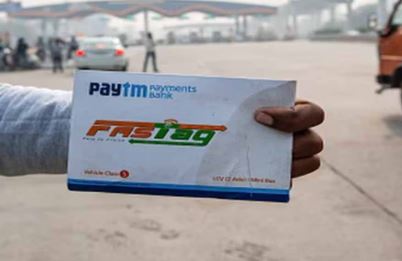 Paytm Payments
Bank
FASTag
Vehicle Class 5